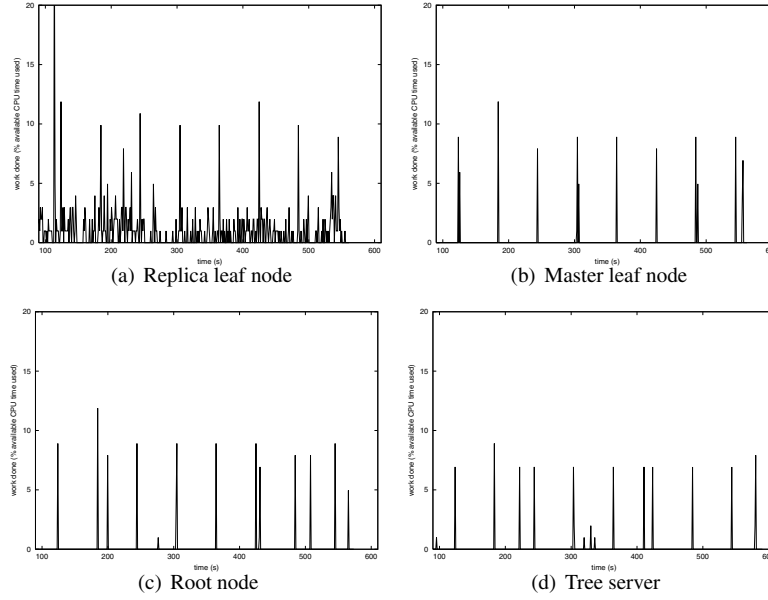 20
15
10
5
0
work done (% available CPU time used)
100 200 300 400 500 600
time (s)
(a) Replica leaf node
20
15
10
5
0
work done (% available CPU time used)
100 200 300 400 500 600
time (s)
(b) Master leaf node
20
15
10
5
0
work done (% available CPU time used)
100 200 300 400 500 600
time (s)
(c) Root node
20
15
10
5
0
work done (% available CPU time used)
100 200 300 400 500 600
time (s)
(d) Tree server